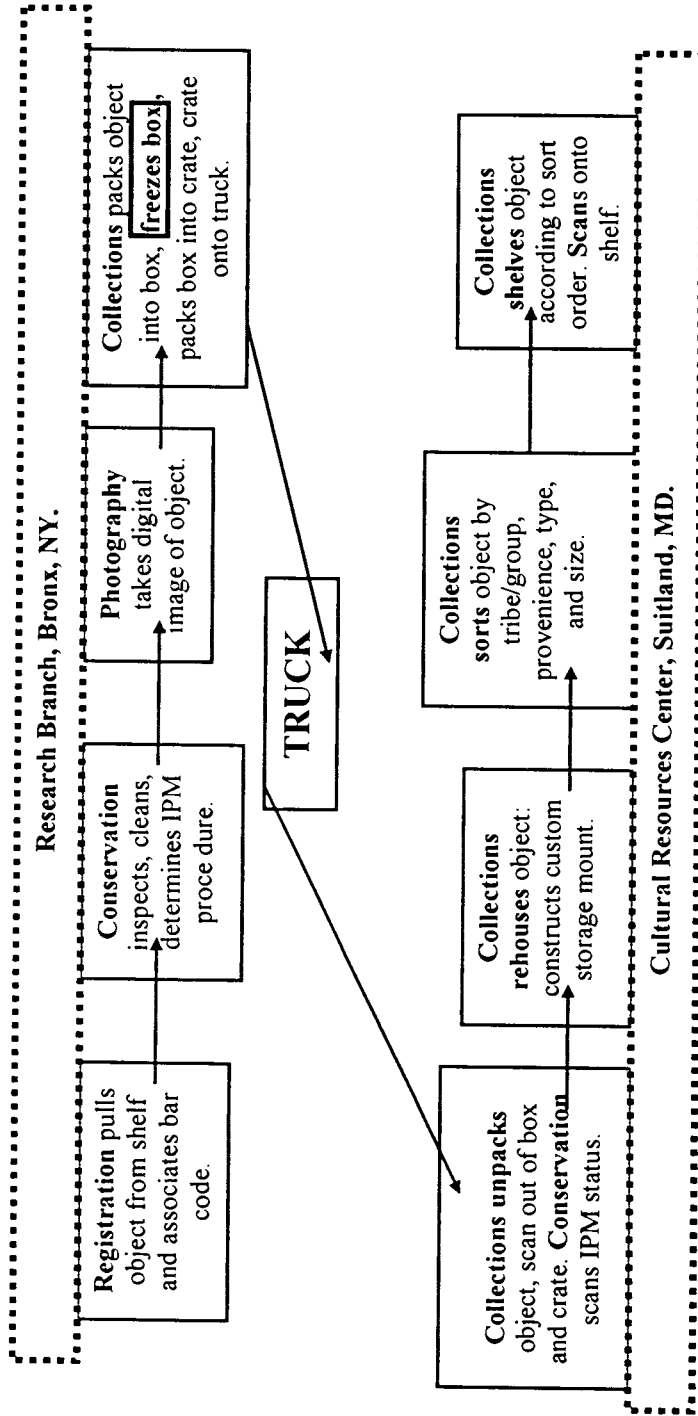 Research Branch, Bronx, NY.
Registration pulls
object from shelf
and associates bar
code.
Conservation
inspects, cleans,
determines IPM
proce dure.
Photography
takes digital
image of object.
Collections packs object
into box, freezes box,
packs box into crate, crate
onto truck.
TRUCK
Collections unpacks
object, scan out of box
and crate. Conservation
scans IPM status.
Collections
rehouses object:
constructs custom
storage mount.
Collections
sorts object by
tribe/group,
provenience, type,
and size.
Collections
shelves object
according to sort
order. Scans onto
shelf.
Cultural Resources Center, Suitland, MD.